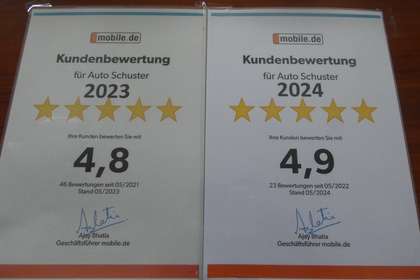 mobile.de
Kundenbewertung
für Auto Schuster
2023
Ihre Kunden bewerten Sie mit
4,8
46 Bewertungen seit 05/2021
Stand 05/2023
Ajay Bhatia
Geschäftsführer mobile.de
mobile.de
Kundenbewertung
für Auto Schuster
2024
Ihre Kunden bewerten Sie mit
4,9
23 Bewertungen seit 05/2022
Stand 05/2024
Ajay Bhatia
Geschäftsführer mobile.de